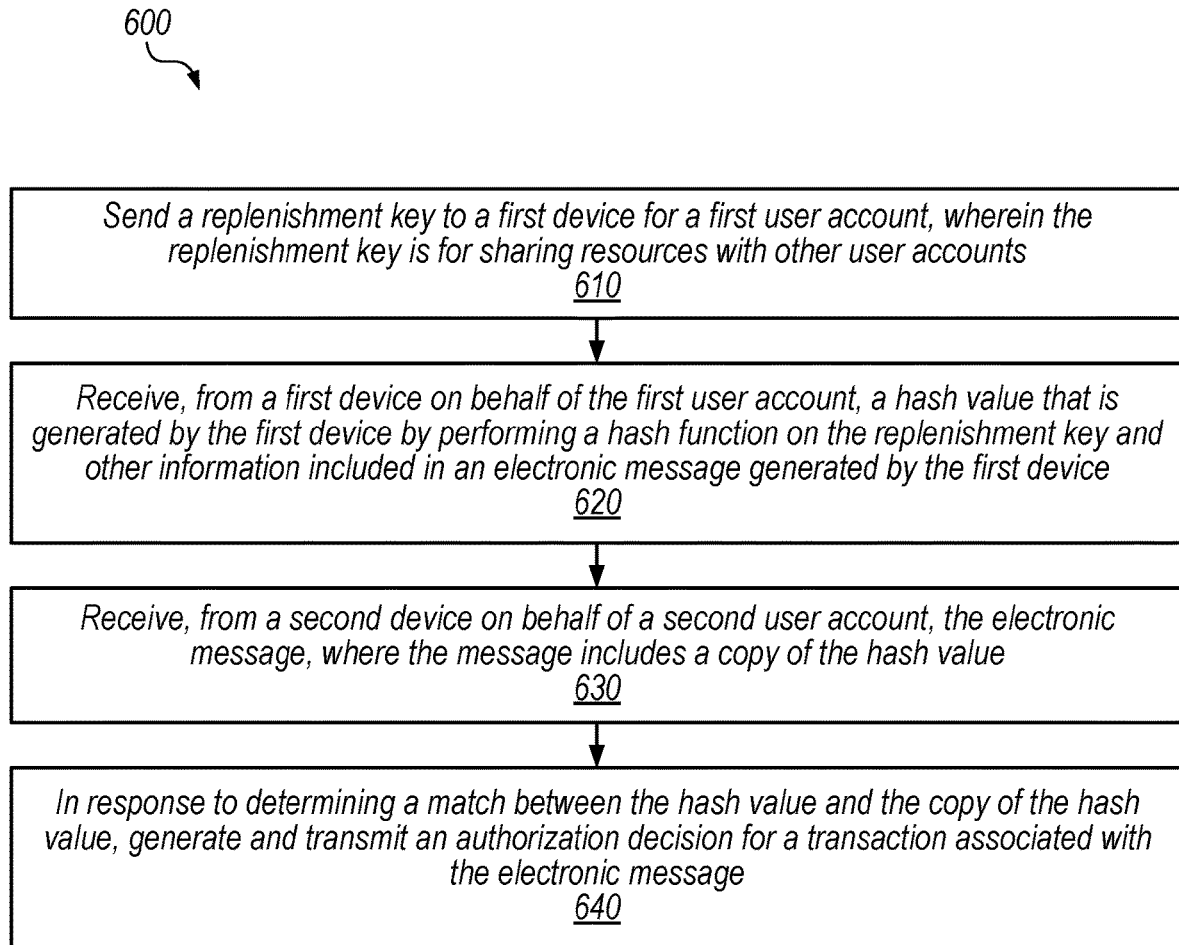 600
Send a replenishment key to a first device for a first user account, wherein the
replenishment key is for sharing resources with other user accounts
610
Receive, from a first device on behalf of the first user account, a hash value that is
generated by the first device by performing a hash function on the replenishment key and
other information included in an electronic message generated by the first device
620
Receive, from a second device on behalf of a second user account, the electronic
message, where the message includes a copy of the hash value
630
In response to determining a match between the hash value and the copy of the hash
value, generate and transmit an authorization decision for a transaction associated with
the electronic message
640